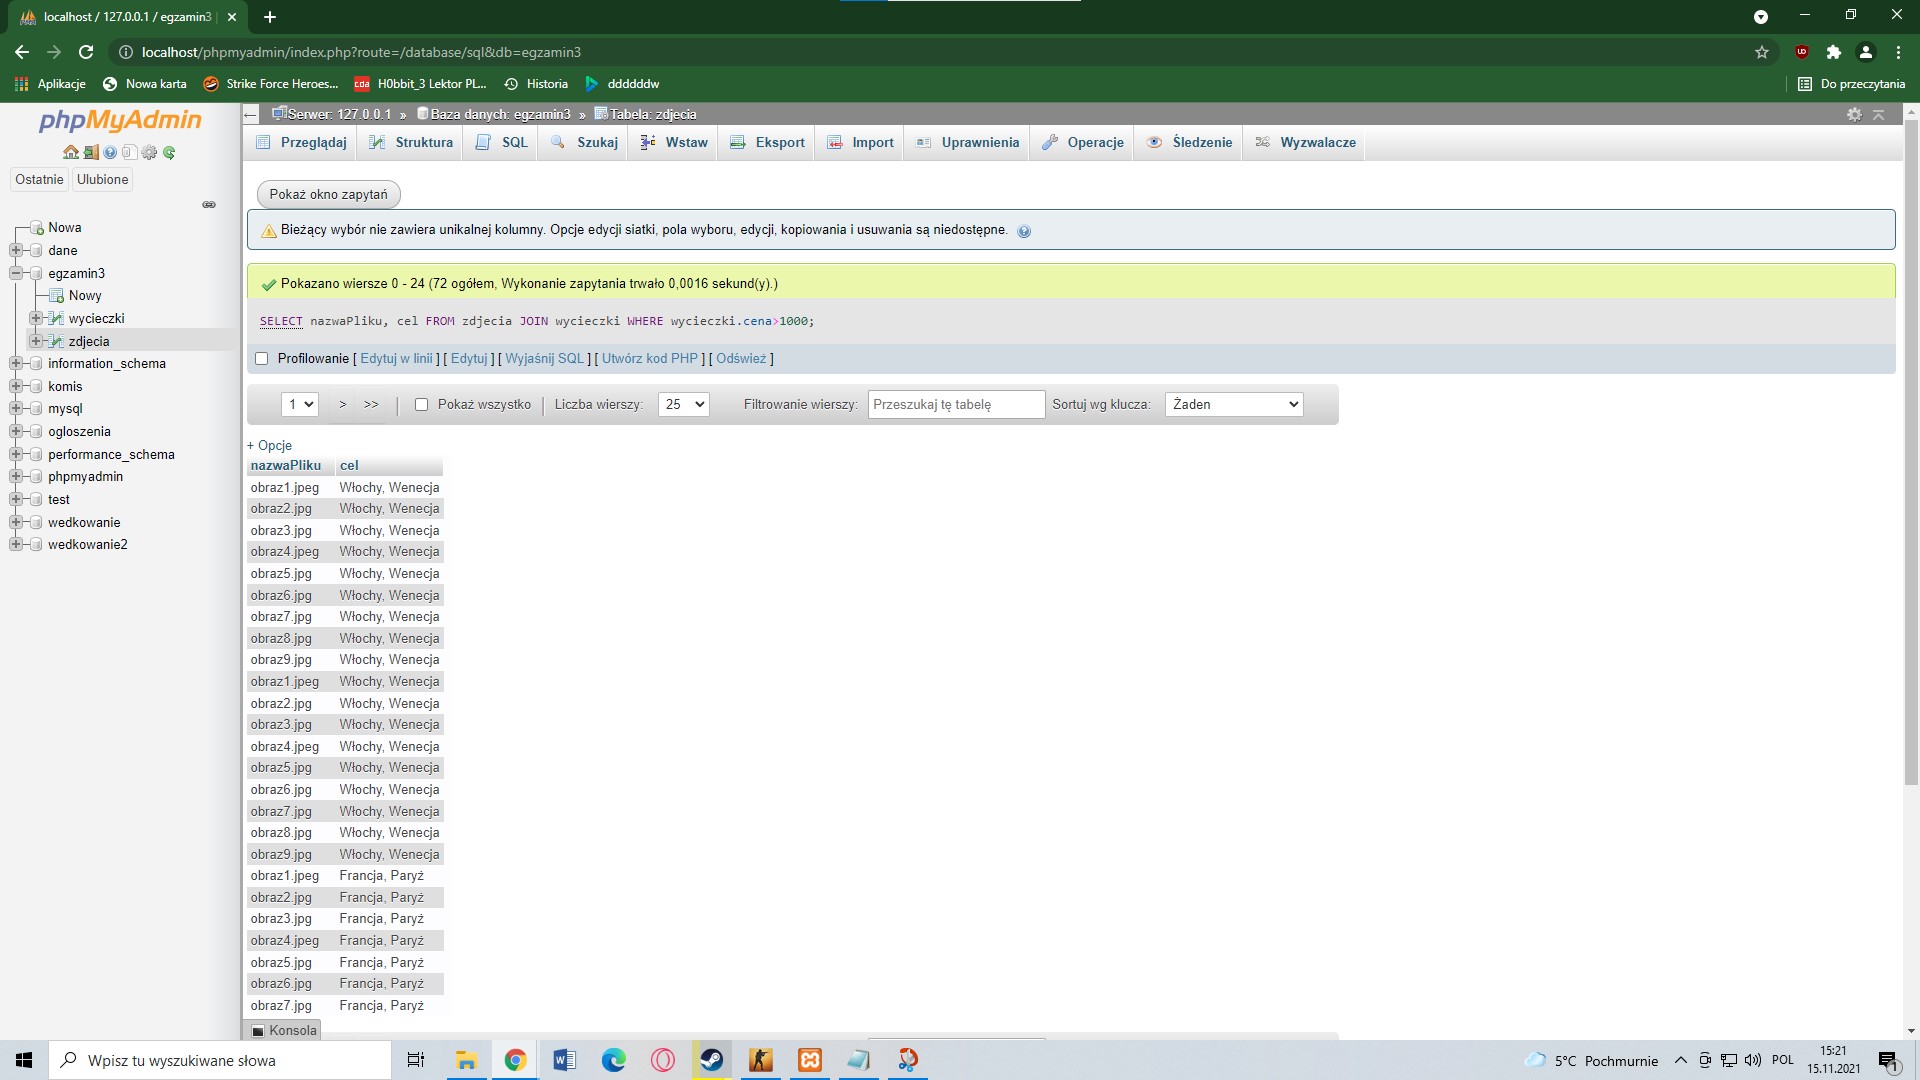 localhost / 127.0.0.1 / egzamin3
localhost/phpmyadmin/index.php?route=/database/sql&db=egzamin3
Aplikacje Nowa karta Strike Force Heroes... H0bbit_3 Lektor PL... Historia ddddddw Do przeczytania
phpMyAdmin
Ostatnie Ulubione
Nowa
dane
egzamin3
Nowy
wycieczki
zdjecia
information_schema
komis
mysql
ogloszenia
performance_schema
phpmyadmin
test
wedkowanie
wedkowanie2
Serwer: 127.0.0.1 » Baza danych: egzamin3 » Tabela: zdjecia
Przeglądaj Struktura SQL Szukaj Wstaw Eksport Import Uprawnienia Operacje Śledzenie Wyzwalacze
Pokaż okno zapytań
Bieżący wybór nie zawiera unikalnej kolumny. Opcje edycji siatki, pola wyboru, edycji, kopiowania i usuwania są niedostępne.
Pokazano wiersze 0 - 24 (72 ogółem, Wykonanie zapytania trwało 0,0016 sekund(y).)
SELECT nazwaPliku, cel FROM zdjecia JOIN wycieczki WHERE wycieczki.cena>1000;
Profilowanie [ Edytuj w linii ] [ Edytuj ] [ Wyjaśnij SQL ] [ Utwórz kod PHP ] [ Odśwież ]
1 > >> | Pokaż wszystko | Liczba wierszy: 25 Filtrowanie wierszy: Przeszukaj tę tabelę Sortuj wg klucza: Żaden
+ Opcje
nazwaPliku cel
obraz1.jpeg Włochy, Wenecja
obraz2.jpg Włochy, Wenecja
obraz3.jpg Włochy, Wenecja
obraz4.jpeg Włochy, Wenecja
obraz5.jpg Włochy, Wenecja
obraz6.jpg Włochy, Wenecja
obraz7.jpg Włochy, Wenecja
obraz8.jpg Włochy, Wenecja
obraz9.jpg Włochy, Wenecja
obraz1.jpeg Włochy, Wenecja
obraz2.jpg Włochy, Wenecja
obraz3.jpg Włochy, Wenecja
obraz4.jpeg Włochy, Wenecja
obraz5.jpg Włochy, Wenecja
obraz6.jpg Włochy, Wenecja
obraz7.jpg Włochy, Wenecja
obraz8.jpg Włochy, Wenecja
obraz9.jpg Włochy, Wenecja
obraz1.jpeg Francja, Paryż
obraz2.jpg Francja, Paryż
obraz3.jpg Francja, Paryż
obraz4.jpeg Francja, Paryż
obraz5.jpg Francja, Paryż
obraz6.jpg Francja, Paryż
obraz7.jpg Francja, Paryż
Konsola
Wpisz tu wyszukiwane słowa
5°C Pochmurnie POL 15:21
15.11.2021 1